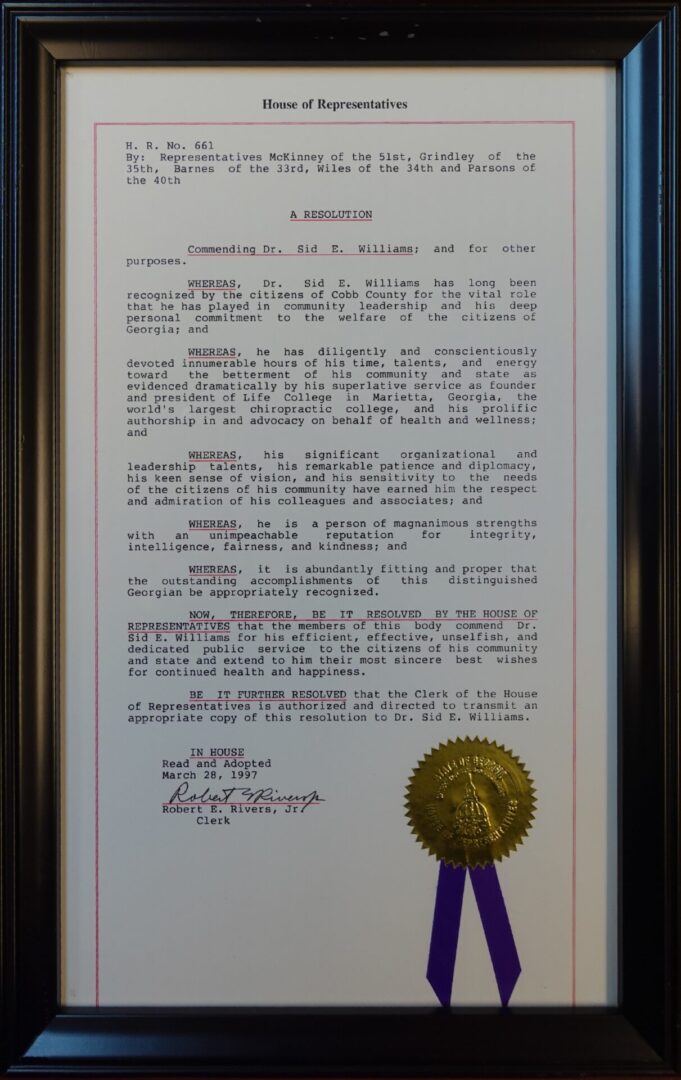 House of Representatives
H. R. No. 661
By: Representatives McKinney of the 51st, Grindley of the
35th, Barnes of the 33rd, Wiles of the 34th and Parsons of
the 40th
A RESOLUTION
Commending Dr. Sid E. Williams; and for other
purposes.
WHEREAS, Dr. Sid E. Williams has long been
recognized by the citizens of Cobb County for the vital role
that he has played in community leadership and his deep
personal commitment to the welfare of the citizens of
Georgia; and
WHEREAS, he has diligently and conscientiously
devoted innumerable hours of his time, talents, and energy
toward the betterment of his community and state as
evidenced dramatically by his superlative service as founder
and president of Life College in Marietta, Georgia, the
world's largest chiropractic college, and his prolific
authorship in and advocacy on behalf of health and wellness;
and
WHEREAS, his significant organizational and
leadership talents, his remarkable patience and diplomacy,
his keen sense of vision, and his sensitivity to the needs
of the citizens of his community have earned him the respect
and admiration of his colleagues and associates; and
WHEREAS, he is a person of magnanimous strengths
with an unimpeachable reputation for integrity,
intelligence, fairness, and kindness; and
WHEREAS, it is abundantly fitting and proper that
the outstanding accomplishments of this distinguished
Georgian be appropriately recognized.
NOW, THEREFORE, BE IT RESOLVED BY THE HOUSE OF
REPRESENTATIVES that the members of this body commend Dr.
Sid E. Williams for his efficient, effective, unselfish, and
dedicated public service to the citizens of his community
and state and extend to him their most sincere best wishes
for continued health and happiness.
BE IT FURTHER RESOLVED that the Clerk of the House
of Representatives is authorized and directed to transmit an
appropriate copy of this resolution to Dr. Sid E. Williams.
IN HOUSE
Read and Adopted
March 28, 1997
Robert E Rivers Jr
Robert E. Rivers, Jr.
Clerk
STATE OF GEORGIA
HOUSE OF REPRESENTATIVES